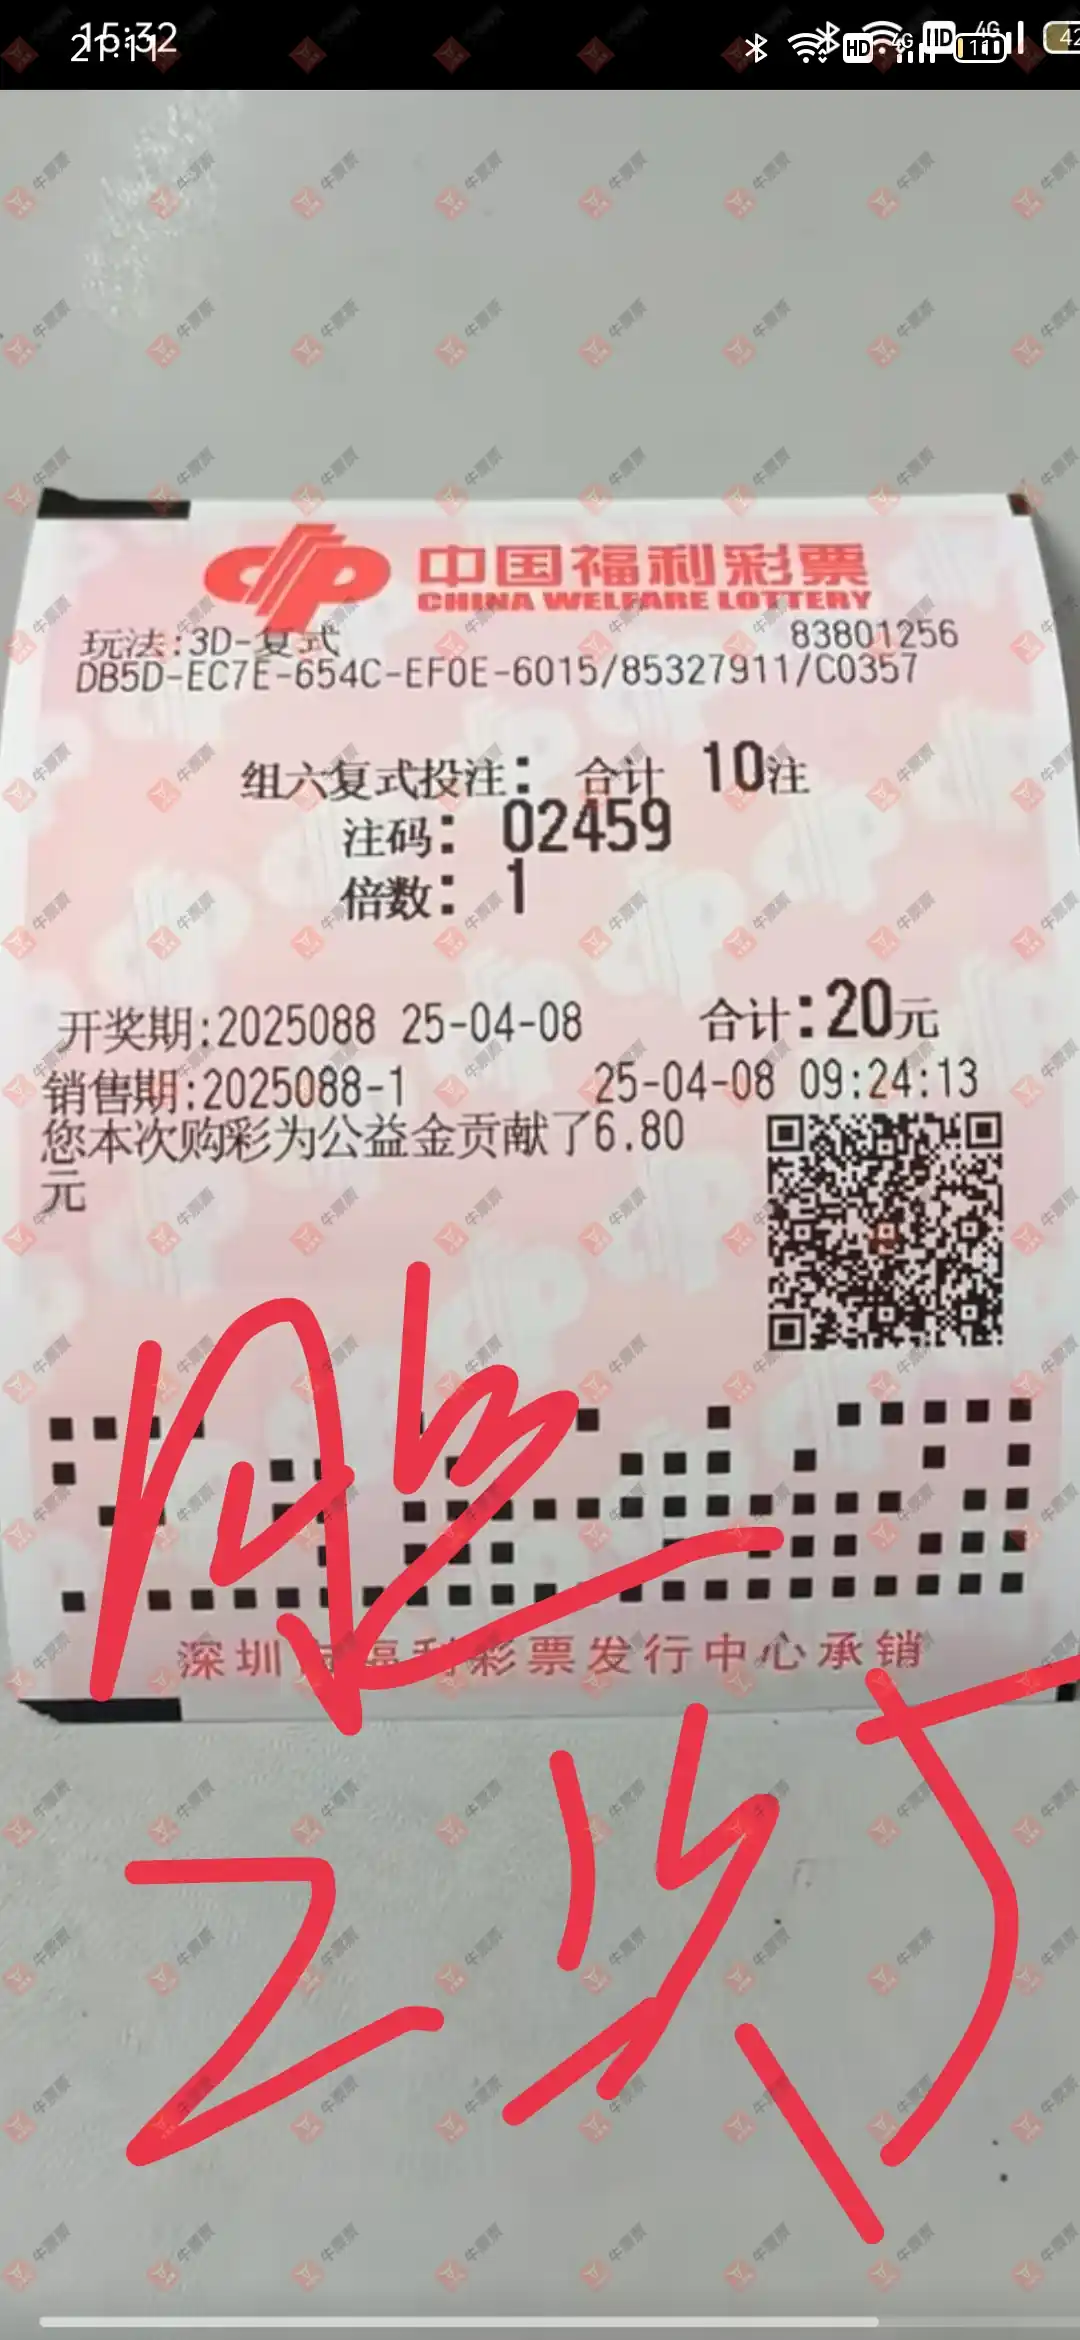 中国福利彩票
CHINA WELFARE LOTTERY
玩法:3D-复式 83801256
DB5D-EC7E-654C-EF0E-6015/85327911/C0357
组六复式投注: 合计 10注
注码: 02459
倍数: 1
开奖期:2025088 25-04-08 合计:20元
销售期:2025088-1 25-04-08 09:24:13
您本次购彩为公益金贡献了6.80
元
深圳 福利彩票发行中心承销
牛票票